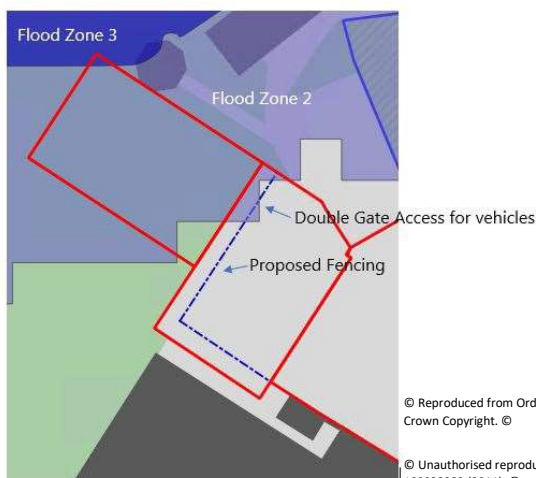 Flood Zone 3
Flood Zone 2
Double Gate Access for vehicles
Proposed Fencing
© Reproduced from Ord
Crown Copyright. ©
© Unauthorised reprodu